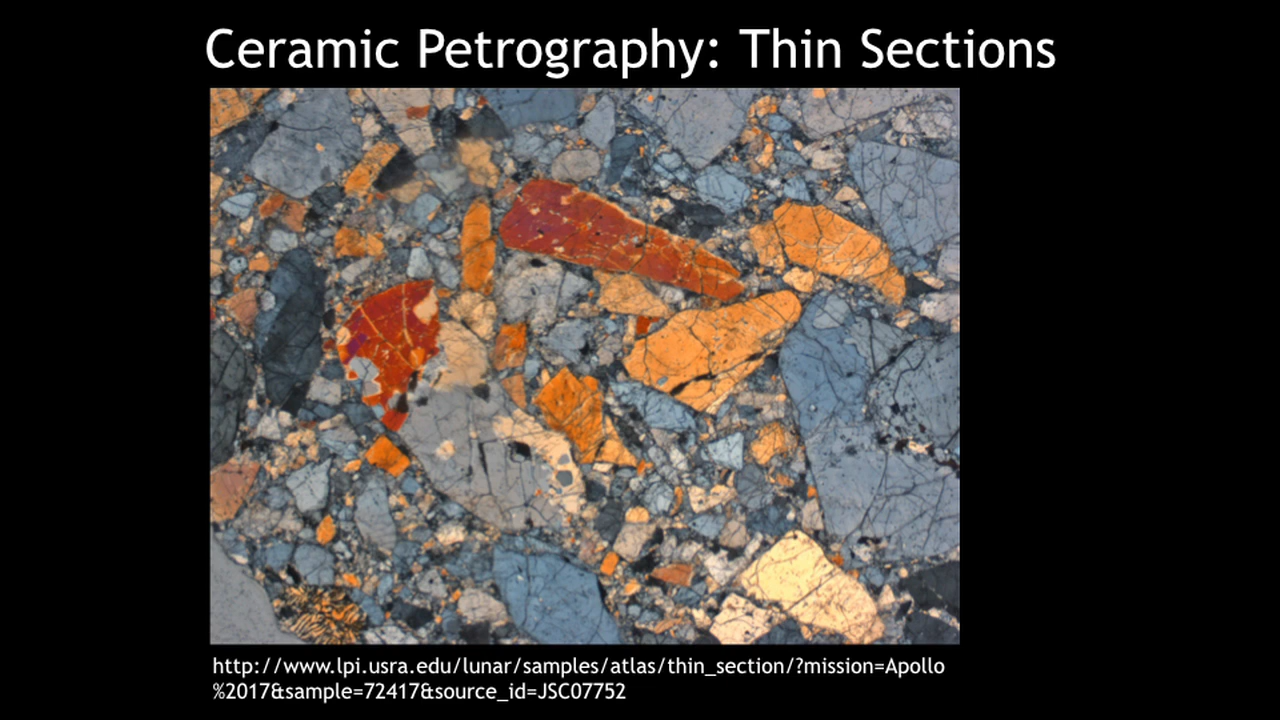 Ceramic Petrography: Thin Sections
http://www.lpi.usra.edu/lunar/samples/atlas/thin_section/?mission=Apollo
%2017&sample=72417&source_id=JSC07752